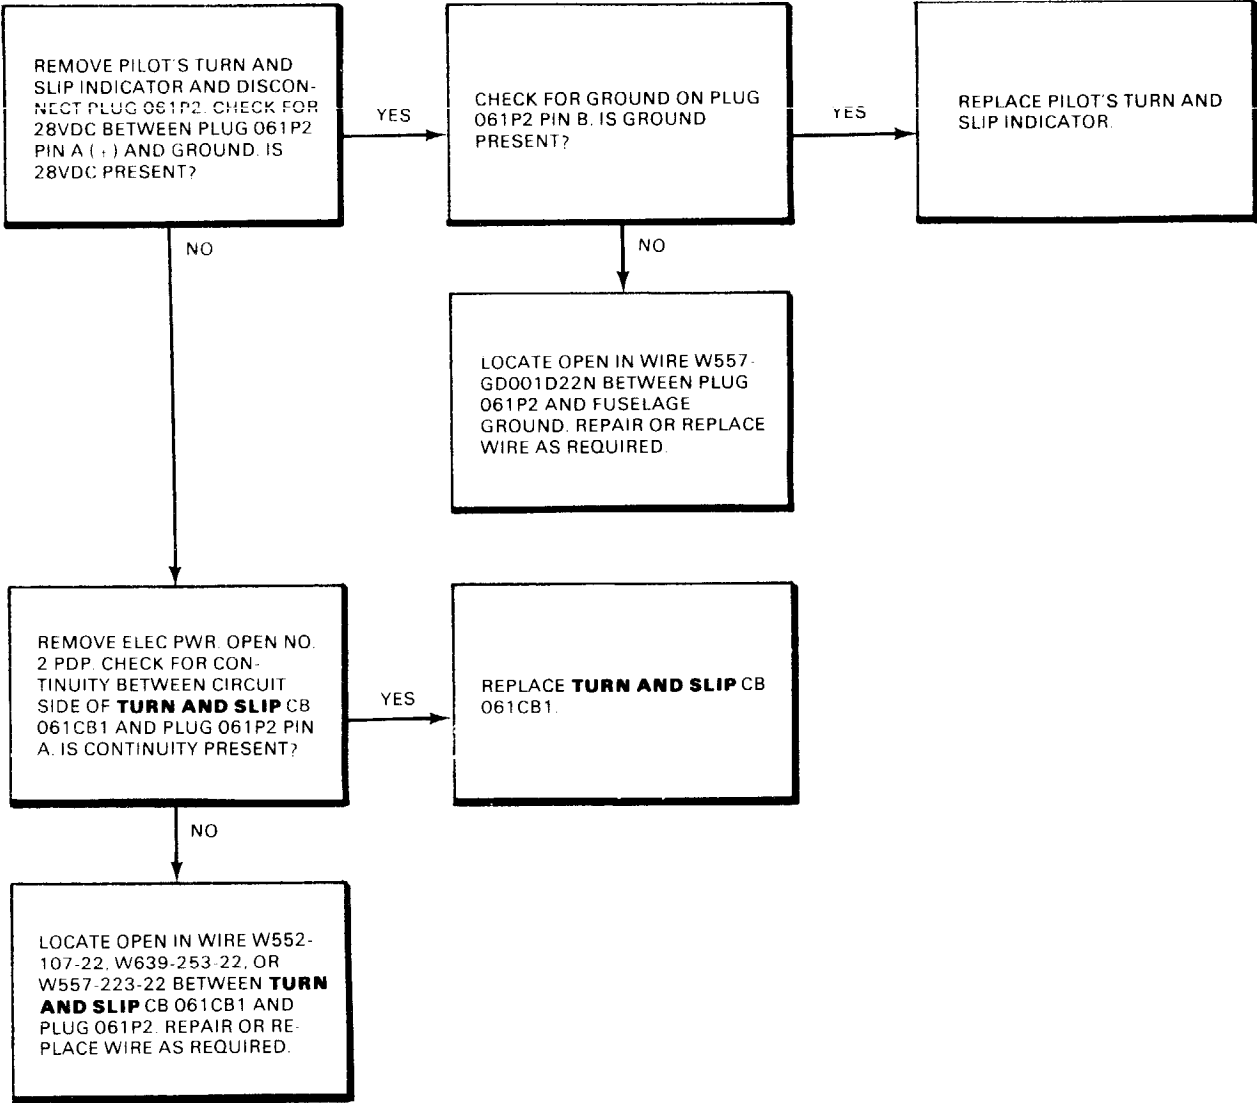 REMOVE PILOT'S TURN AND
SLIP INDICATOR AND DISCON-
NECT PLUG 061P2. CHECK FOR
28VDC BETWEEN PLUG 061P2
PIN A (+) AND GROUND. IS
28VDC PRESENT?
YES
CHECK FOR GROUND ON PLUG
061P2 PIN B. IS GROUND
PRESENT?
YES
REPLACE PILOT'S TURN AND
SLIP INDICATOR.
NO
NO
LOCATE OPEN IN WIRE W557-
GD001D22N BETWEEN PLUG
061P2 AND FUSELAGE
GROUND. REPAIR OR REPLACE
WIRE AS REQUIRED.
REMOVE ELEC PWR. OPEN NO.
2 PDP. CHECK FOR CON-
TINUITY BETWEEN CIRCUIT
SIDE OF TURN AND SLIP CB
061CB1 AND PLUG 061P2 PIN
A. IS CONTINUITY PRESENT?
YES
REPLACE TURN AND SLIP CB
061CB1.
NO
LOCATE OPEN IN WIRE W552-
107-22, W639-253-22, OR
W557-223-22 BETWEEN TURN
AND SLIP CB 061CB1 AND
PLUG 061P2. REPAIR OR RE-
PLACE WIRE AS REQUIRED.